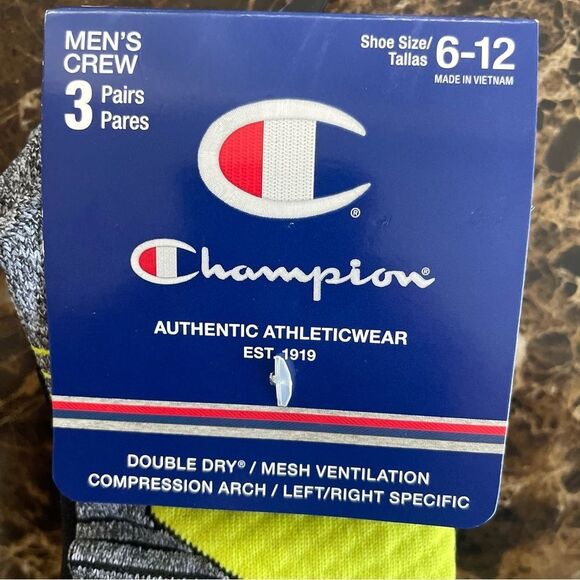 MEN'S
CREW
3 Pairs
Pares
Shoe Size/
Tallas 6-12
MADE IN VIETNAM
®
Champion®
AUTHENTIC ATHLETICWEAR
EST. 1919
DOUBLE DRY® / MESH VENTILATION
COMPRESSION ARCH / LEFT/RIGHT SPECIFIC